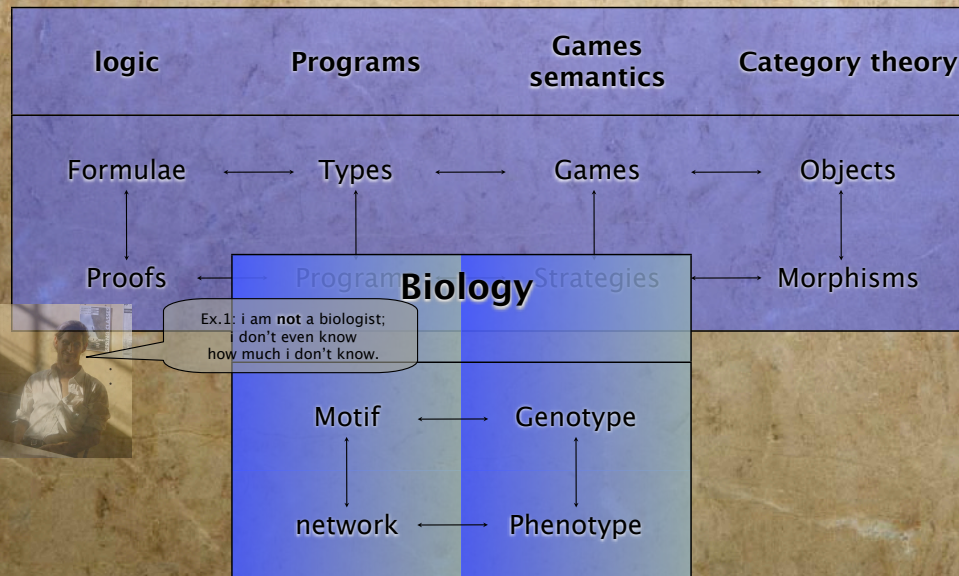 logic Programs Games semantics Category theory
Formulae Types Games Objects
Proofs Programs Strategies Morphisms
Biology
Ex.1: i am not a biologist;
i don't even know
how much i don't know.
Motif Genotype
network Phenotype